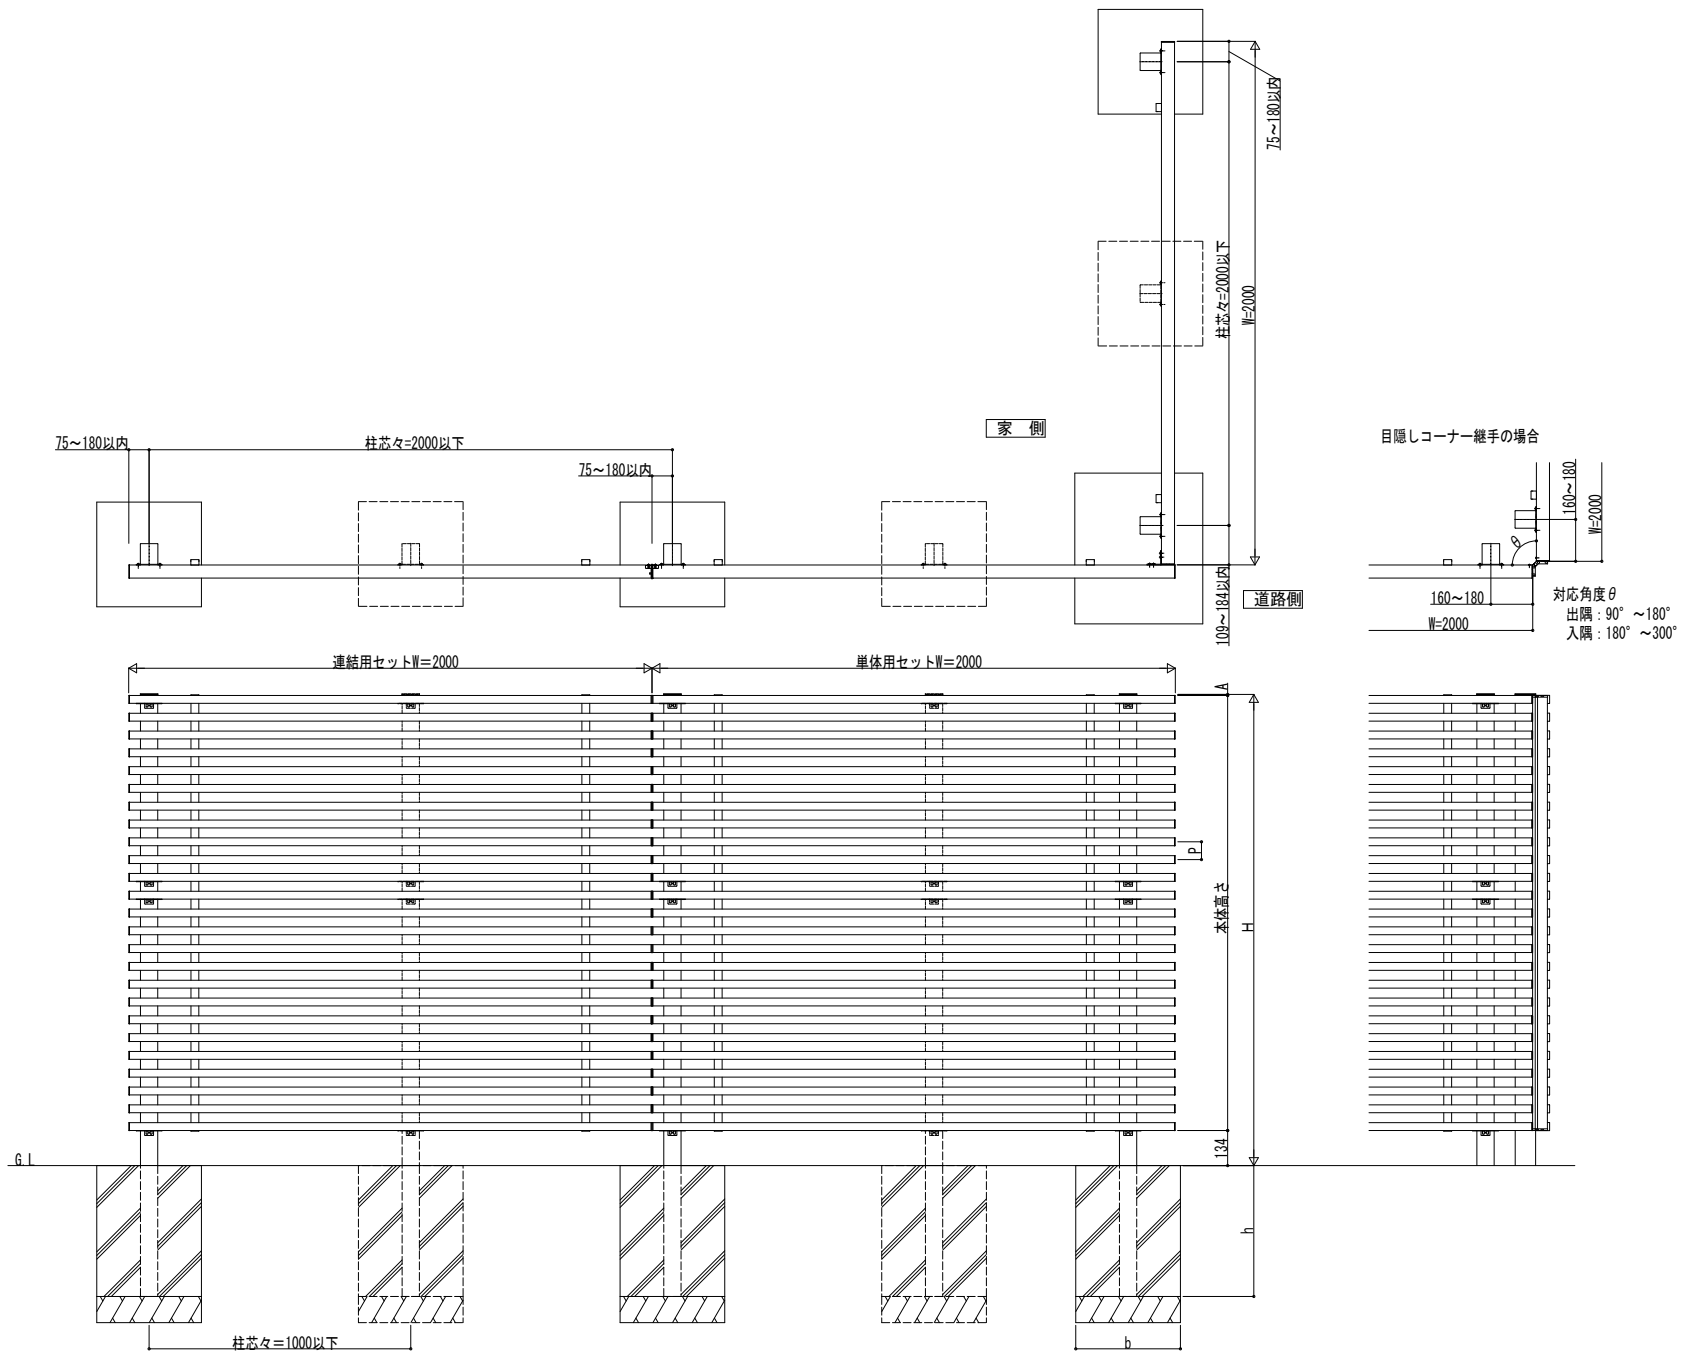 75～180以内
柱芯々=2000以下
W=2000
家 側
目隠しコーナー継手の場合
75～180以内
柱芯々=2000以下
75～180以内
160～180
W=2000
θ
109～184以内
道路側
160～180
W=2000
対応角度θ
出隅：90°～180°
入隅：180°～300°
連結用セットW＝2000
単体用セットW＝2000
A
P
本体高さ
H
134
G.L
h
柱芯々＝1000以下
b